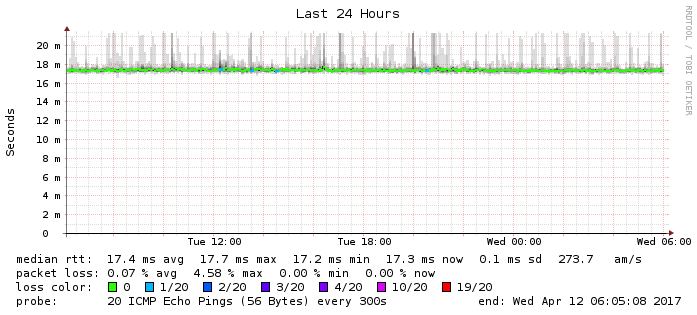 Last 24 Hours
RRDTOOL / TOBI OETIKER
Seconds
20 m
18 m
16 m
14 m
12 m
10 m
8 m
6 m
4 m
2 m
0
Tue 12:00 Tue 18:00 Wed 00:00 Wed 06:00
median rtt: 17.4 ms avg 17.7 ms max 17.2 ms min 17.3 ms now 0.1 ms sd 273.7 am/s
packet loss: 0.07 % avg 4.58 % max 0.00 % min 0.00 % now
loss color: 0 1/20 2/20 3/20 4/20 10/20 19/20
probe: 20 ICMP Echo Pings (56 Bytes) every 300s end: Wed Apr 12 06:05:08 2017